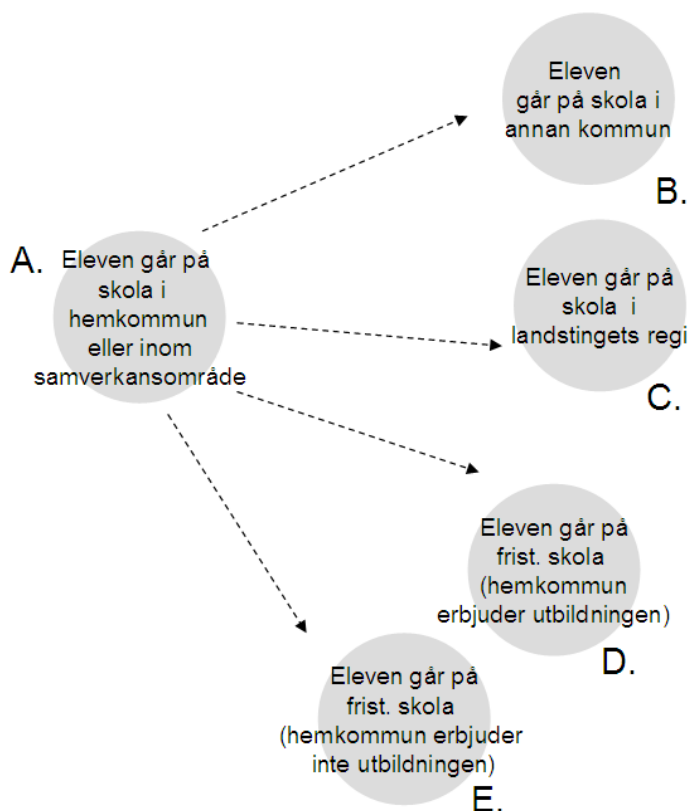 Eleven
går på skola i
annan kommun
B.
A.
Eleven går på
skola i
hemkommun
eller inom
samverkansområde
Eleven går på
skola i
landstingets regi
C.
Eleven går på
frist. skola
(hemkommun
erbjuder utbildningen)
D.
Eleven går på
frist. skola
(hemkommun erbjuder
inte utbildningen)
E.